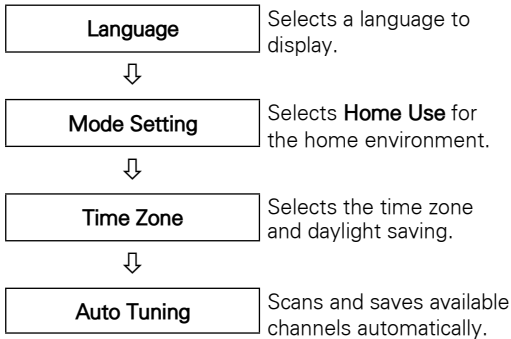 Language
Selects a language to
display.
Mode Setting
Selects Home Use for
the home environment.
Time Zone
Selects the time zone
and daylight saving.
Auto Tuning
Scans and saves available
channels automatically.